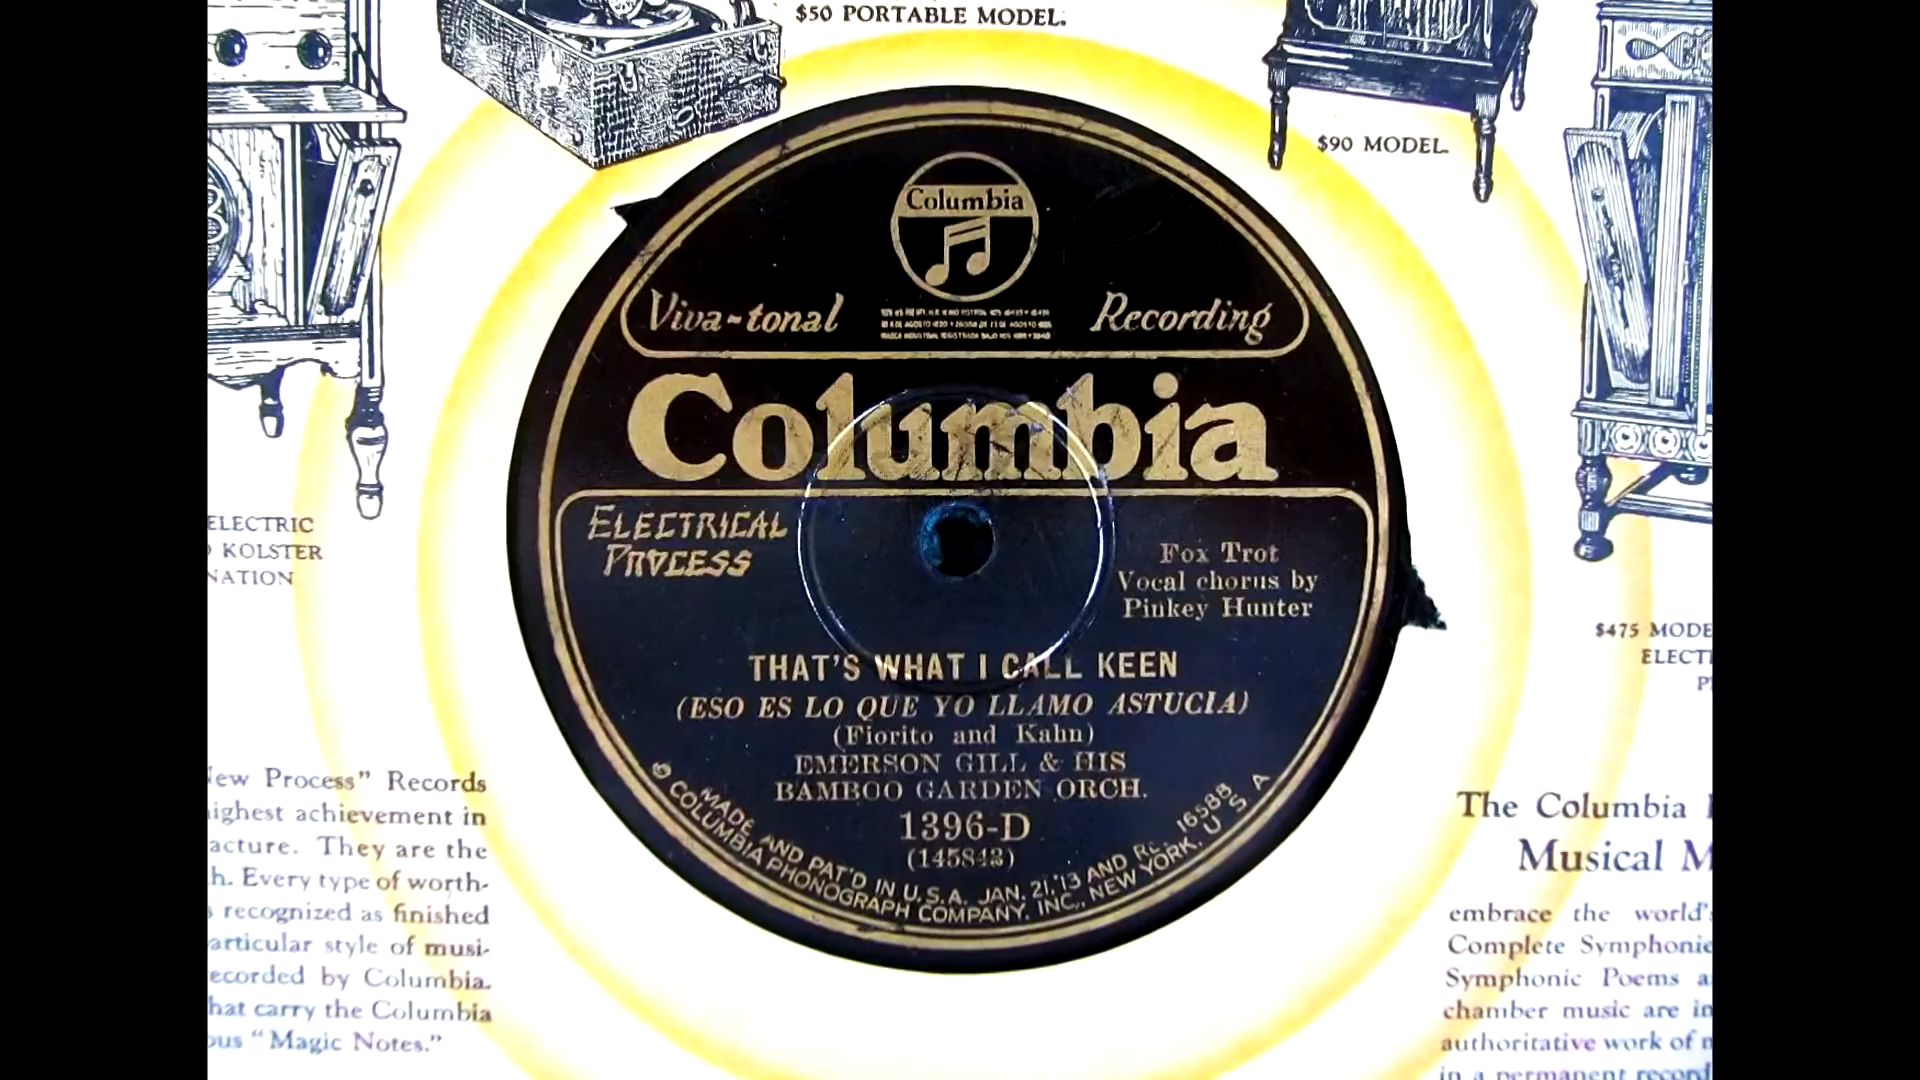 $50 PORTABLE MODEL.
$90 MODEL.
Columbia
Viva-tonal
Recording
Columbia
ELECTRICAL
PROCESS
Fox Trot
Vocal chorus by
Pinkey Hunter
THAT'S WHAT I CALL KEEN
(ESO ES LO QUE YO LLAMO ASTUCIA)
(Fiorito and Kahn)
EMERSON GILL & HIS
BAMBOO GARDEN ORCH.
1396-D
(145843)
MADE AND PAT'D IN U.S.A. JAN. 21, '13 AND RE. 16588
COLUMBIA PHONOGRAPH COMPANY, INC., NEW YORK, U S A
ELECTRIC
KOLSTER
NATION
$475 MODE
ELECT
ew Process" Records
ighest achievement in
acture. They are the
h. Every type of worth-
recognized as finished
articular style of musi-
ecorded by Columbia.
hat carry the Columbia
ous "Magic Notes."
The Columbia
Musical M
embrace the world's
Complete Symphonie
Symphonic Poems a
chamber music are in
authoritative work of
in a permanent record